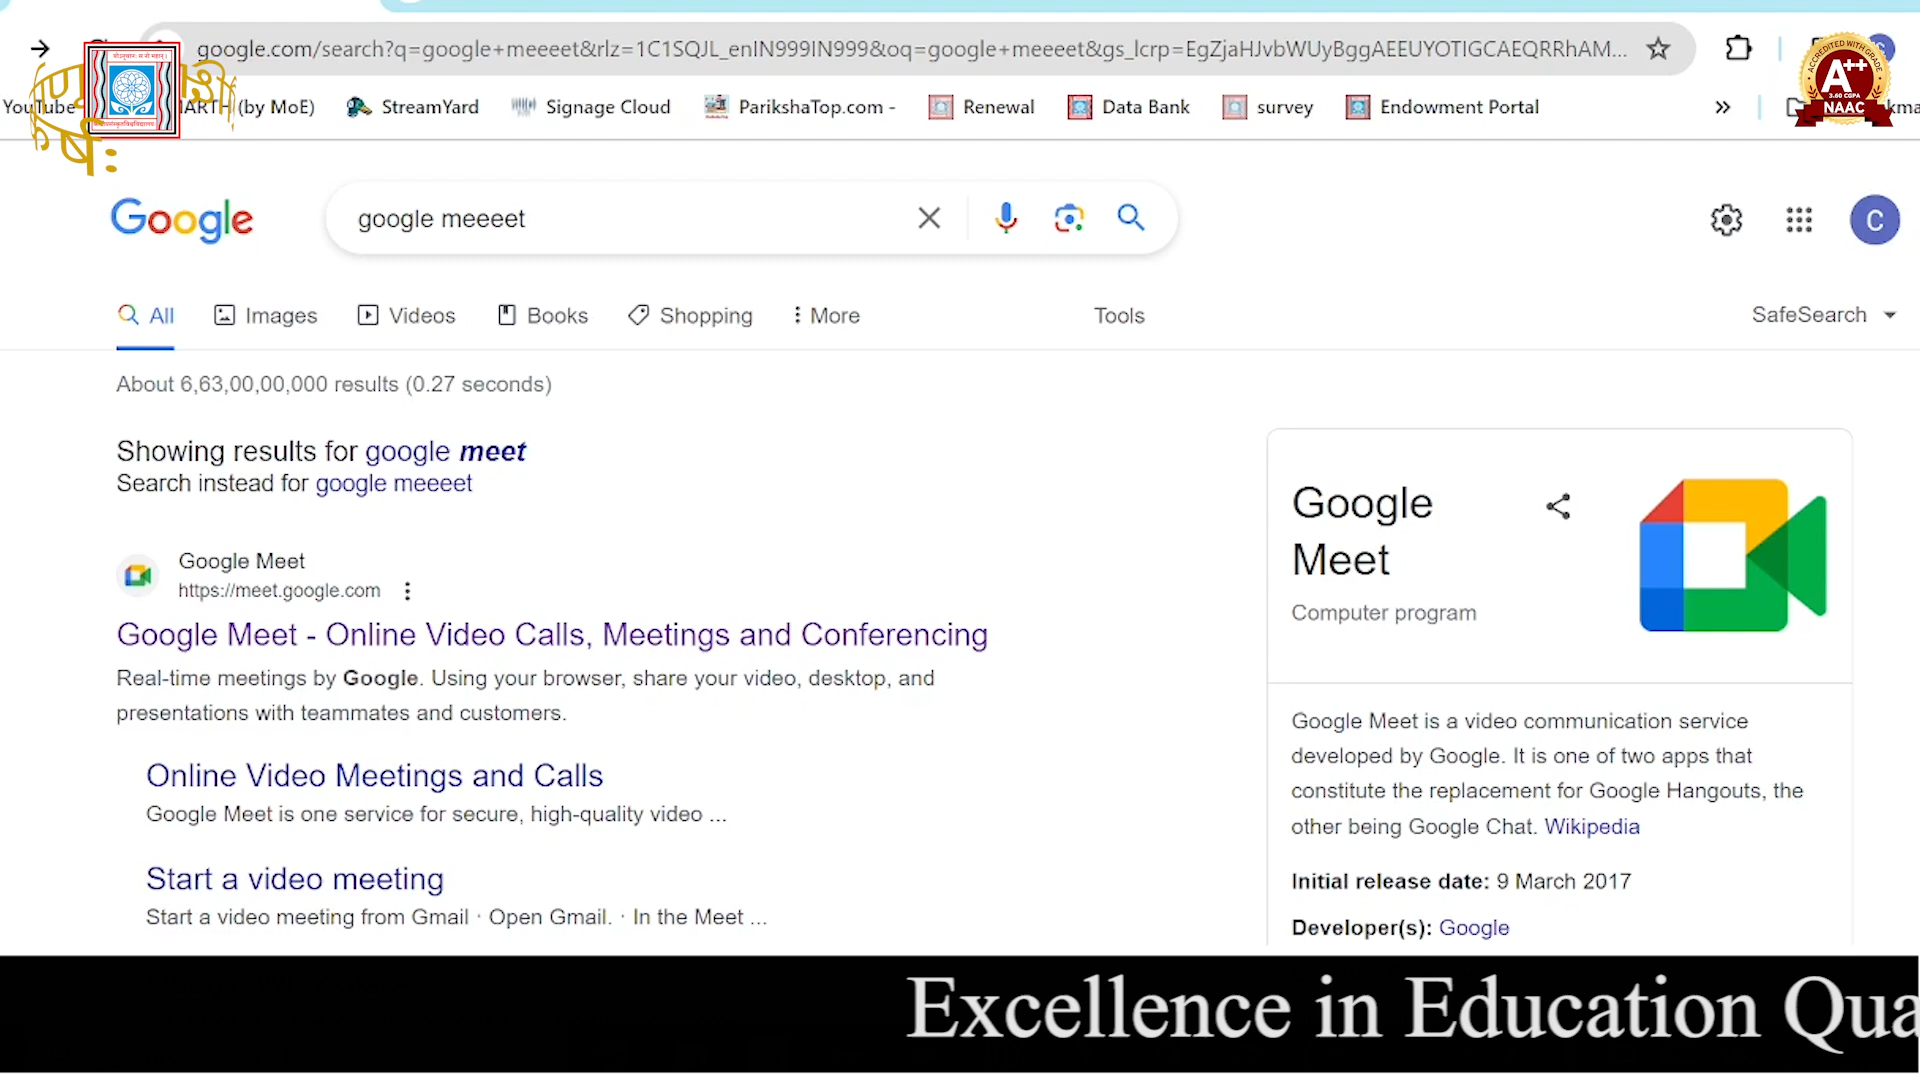 google.com/search?q=google+meeeet&rlz=1C1SQJL_enIN999IN999&oq=google+meeeet&gs_lcrp=EgZjaHJvbWUyBggAEEUYOTIGCAEQRRhAM...
YouTube
(by MoE)
StreamYard
Signage Cloud
ParikshaTop.com -
Renewal
Data Bank
survey
Endowment Portal
»
ACCREDITED WITH GRADE
A++
3.60 CGPA
NAAC
Google
google meeeet
C
All
Images
Videos
Books
Shopping
More
Tools
SafeSearch
About 6,63,00,00,000 results (0.27 seconds)
Showing results for google meet
Search instead for google meeeet
Google Meet
https://meet.google.com
Google Meet - Online Video Calls, Meetings and Conferencing
Real-time meetings by Google. Using your browser, share your video, desktop, and
presentations with teammates and customers.
Online Video Meetings and Calls
Google Meet is one service for secure, high-quality video ...
Start a video meeting
Start a video meeting from Gmail · Open Gmail. · In the Meet ...
Google
Meet
Computer program
Google Meet is a video communication service
developed by Google. It is one of two apps that
constitute the replacement for Google Hangouts, the
other being Google Chat. Wikipedia
Initial release date: 9 March 2017
Developer(s): Google
Excellence in Education Qua